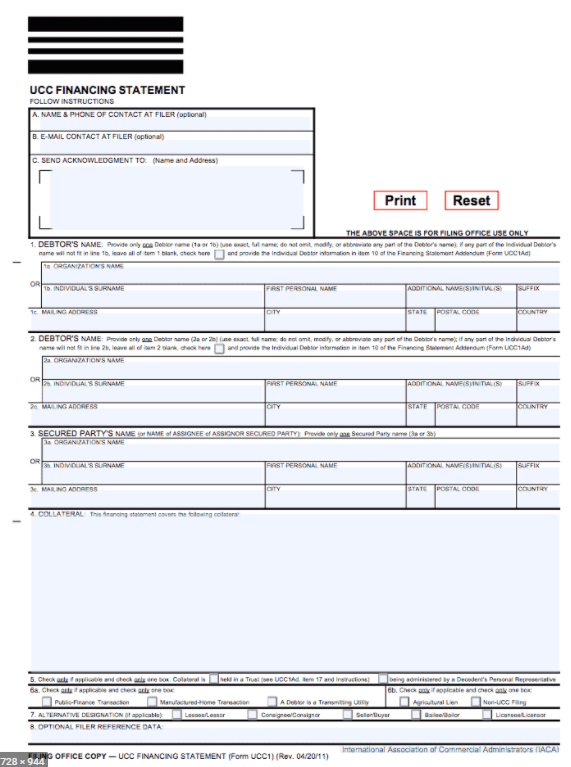 UCC FINANCING STATEMENT
FOLLOW INSTRUCTIONS
A. NAME & PHONE OF CONTACT AT FILER (optional)
B. E-MAIL CONTACT AT FILER (optional)
C. SEND ACKNOWLEDGMENT TO: (Name and Address)
Print Reset
THE ABOVE SPACE IS FOR FILING OFFICE USE ONLY
1. DEBTOR'S NAME: Provide only one Debtor name (1a or 1b) (use exact, full name; do not omit, modify, or abbreviate any part of the Debtor's name); if any part of the Individual Debtor's
name will not fit in line 1b, leave all of item 1 blank, check here and provide the Individual Debtor information in item 10 of the Financing Statement Addendum (Form UCC1Ad)
1a. ORGANIZATION'S NAME
OR
1b. INDIVIDUAL'S SURNAME FIRST PERSONAL NAME ADDITIONAL NAME(S)/INITIAL(S) SUFFIX
1c. MAILING ADDRESS CITY STATE POSTAL CODE COUNTRY
2. DEBTOR'S NAME: Provide only one Debtor name (2a or 2b) (use exact, full name; do not omit, modify, or abbreviate any part of the Debtor's name); if any part of the Individual Debtor's
name will not fit in line 2b, leave all of item 2 blank, check here and provide the Individual Debtor information in item 10 of the Financing Statement Addendum (Form UCC1Ad)
2a. ORGANIZATION'S NAME
OR
2b. INDIVIDUAL'S SURNAME FIRST PERSONAL NAME ADDITIONAL NAME(S)/INITIAL(S) SUFFIX
2c. MAILING ADDRESS CITY STATE POSTAL CODE COUNTRY
3. SECURED PARTY'S NAME (or NAME of ASSIGNEE of ASSIGNOR SECURED PARTY): Provide only one Secured Party name (3a or 3b)
3a. ORGANIZATION'S NAME
OR
3b. INDIVIDUAL'S SURNAME FIRST PERSONAL NAME ADDITIONAL NAME(S)/INITIAL(S) SUFFIX
3c. MAILING ADDRESS CITY STATE POSTAL CODE COUNTRY
4. COLLATERAL: This financing statement covers the following collateral:
5. Check only if applicable and check only one box: Collateral is held in a Trust (see UCC1Ad, item 17 and Instructions) being administered by a Decedent's Personal Representative
6a. Check only if applicable and check only one box: 6b. Check only if applicable and check only one box:
Public-Finance Transaction Manufactured-Home Transaction A Debtor is a Transmitting Utility Agricultural Lien Non-UCC Filing
7. ALTERNATIVE DESIGNATION (if applicable): Lessee/Lessor Consignee/Consignor Seller/Buyer Bailee/Bailor Licensee/Licensor
8. OPTIONAL FILER REFERENCE DATA:
International Association of Commercial Administrators (IACA)
FILING OFFICE COPY — UCC FINANCING STATEMENT (Form UCC1) (Rev. 04/20/11)
728 × 944